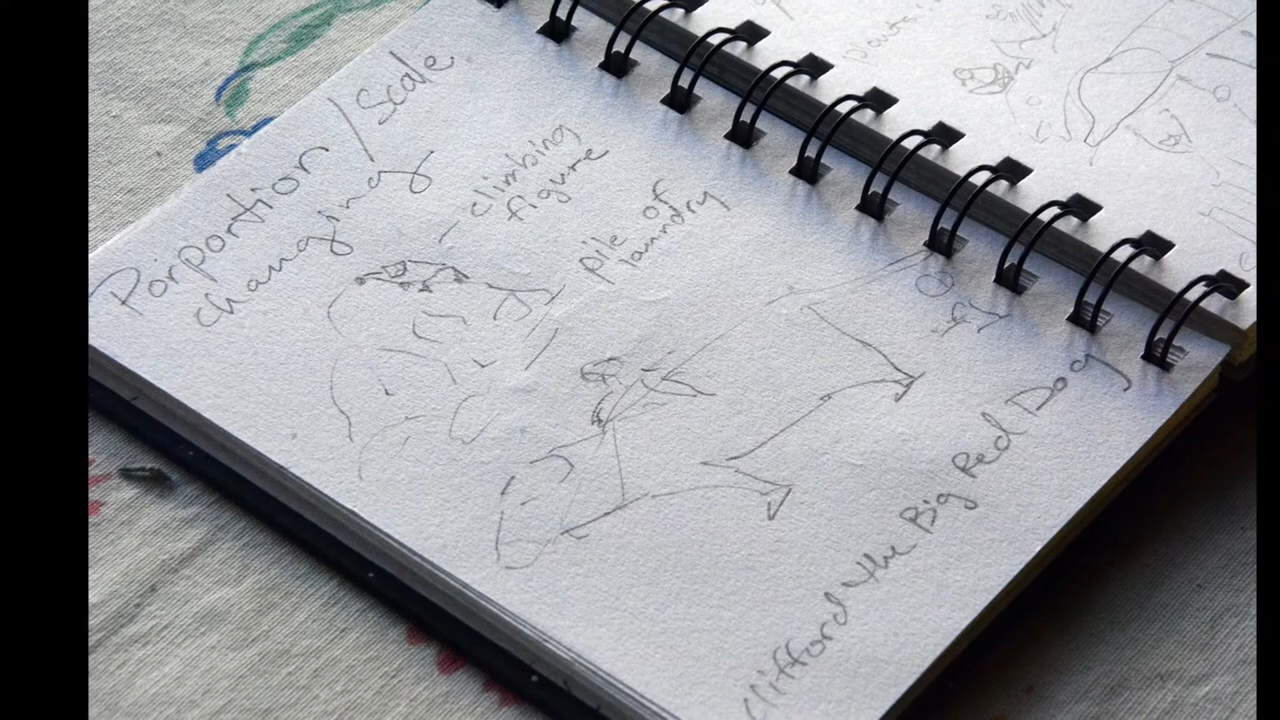 Porportion / Scale
changing
climbing
figure
pile of
laundry
Clifford the Big Red Dog